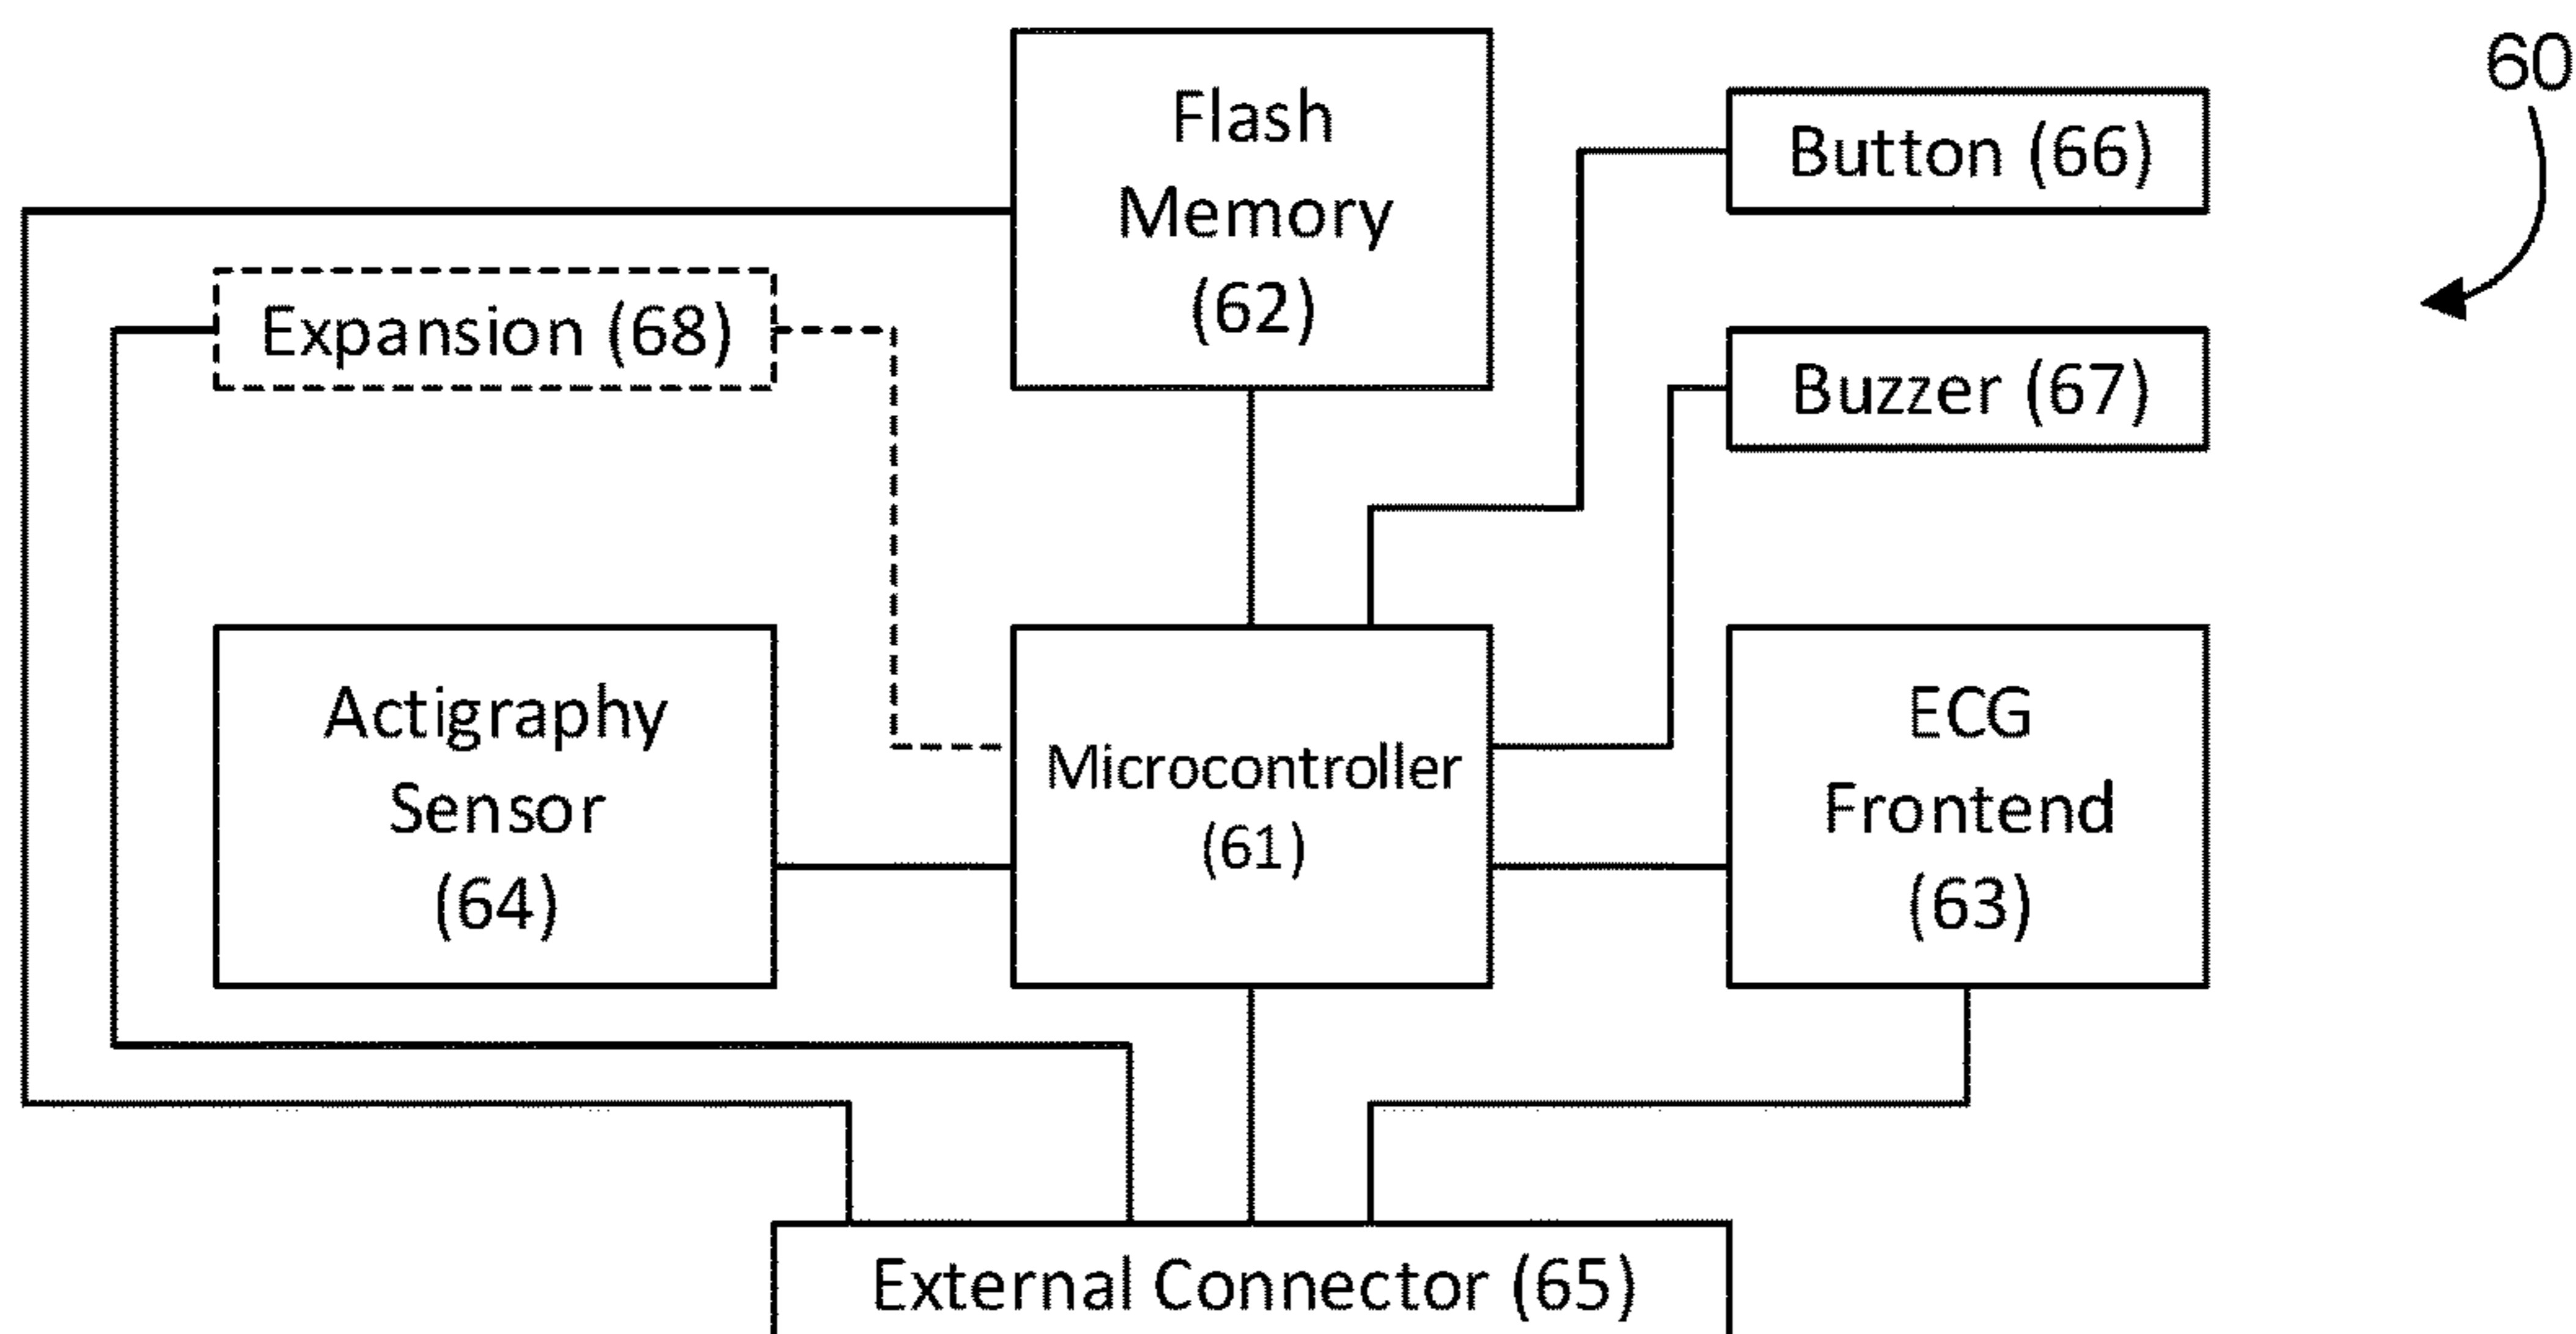 60
Flash
Memory
(62)
Button (66)
Expansion (68)
Buzzer (67)
Actigraphy
Sensor
(64)
Microcontroller
(61)
ECG
Frontend
(63)
External Connector (65)